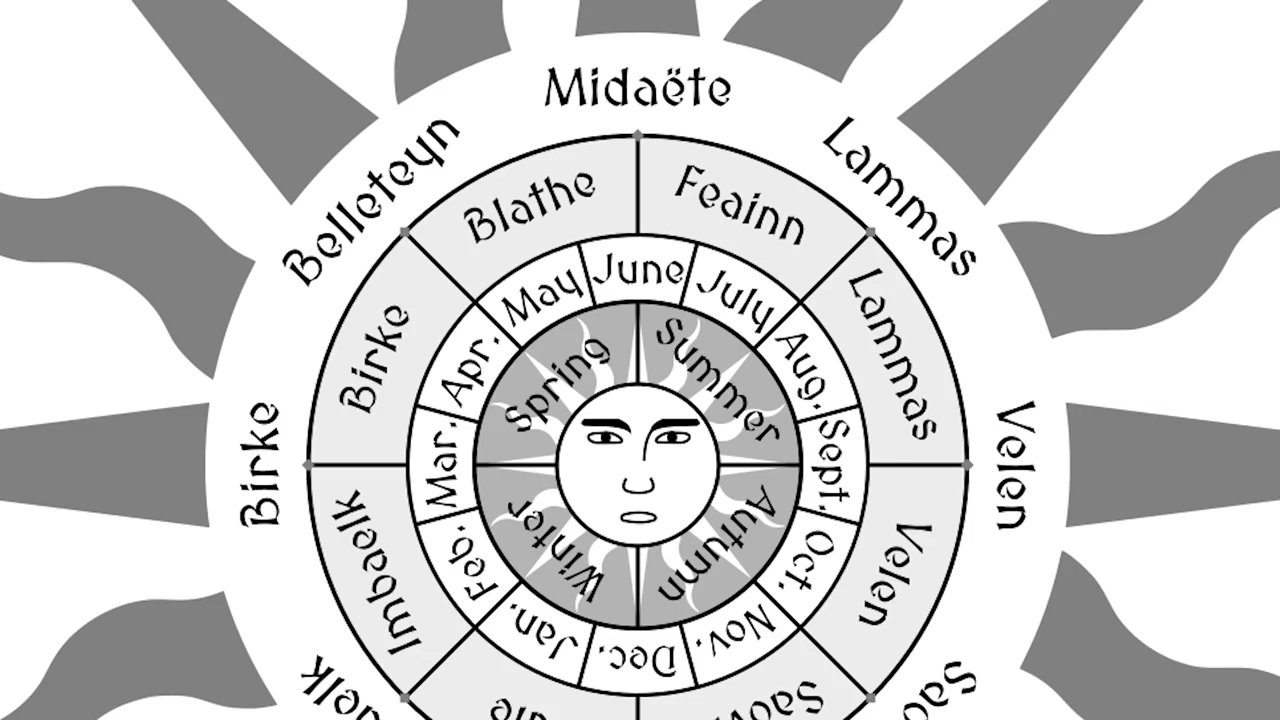 Midaëte
Lammas
Velen
Birke
Belleteyn
Blathe
Feainn
Lammas
Velen
Imbaelk
Birke
June
July
Aug.
Sept.
Oct.
Nov.
Dec.
Jan.
Feb.
Mar.
Apr.
May
Spring
Summer
Autumn
Winter